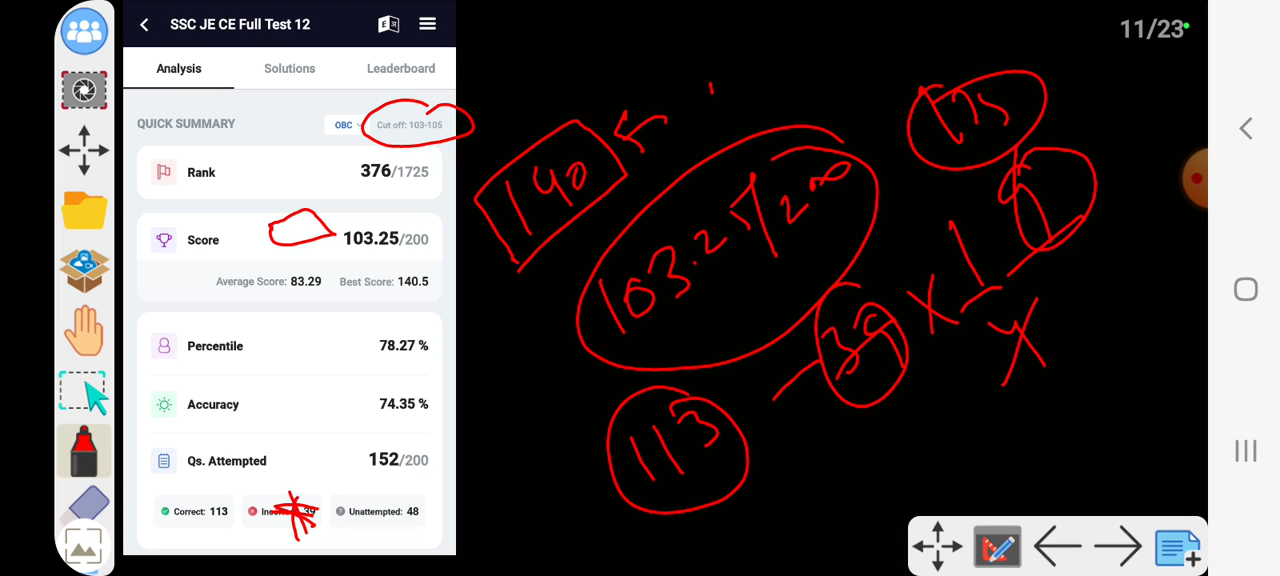 SSC JE CE Full Test 12
11/23
Analysis Solutions Leaderboard
QUICK SUMMARY OBC Cut off: 103-105
Rank 376/1725
Score 103.25/200
Average Score: 83.29 Best Score: 140.5
Percentile 78.27 %
Accuracy 74.35 %
Qs. Attempted 152/200
Correct: 113 39 Unattempted: 48
140
103.25/200
113
- 39 × 1